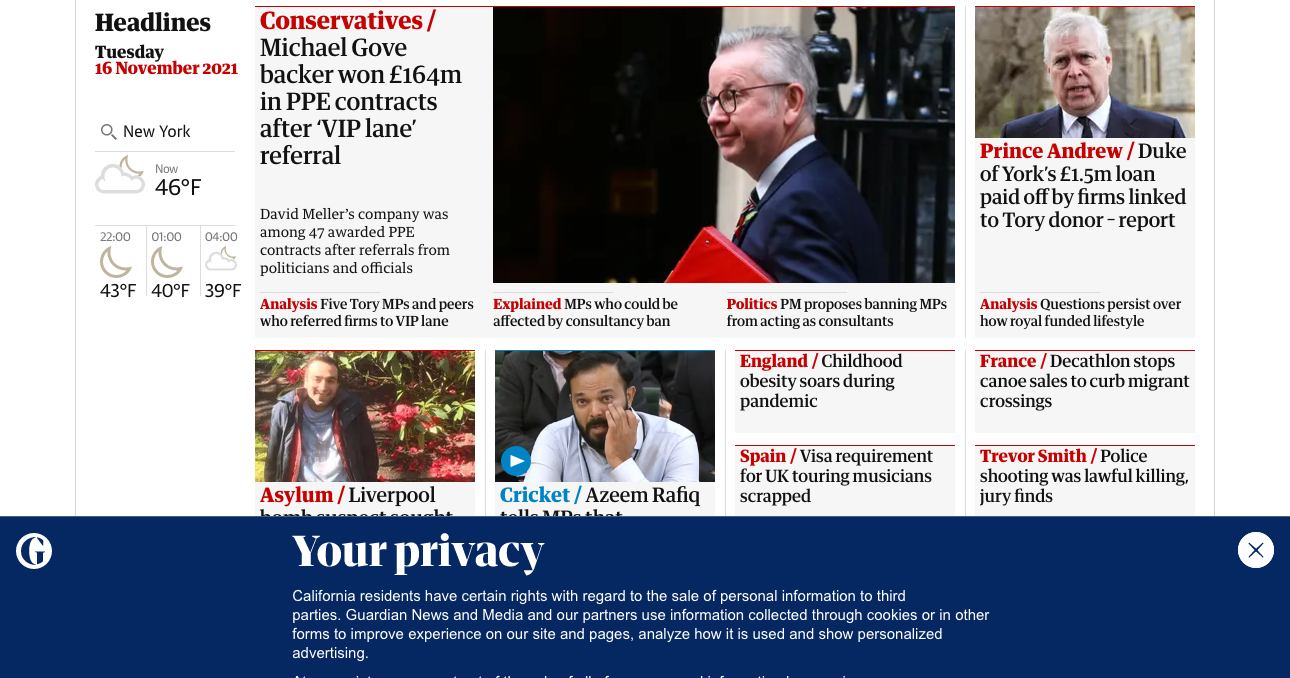 Headlines
Tuesday
16 November 2021
New York
Now
46°F
22:00
01:00
04:00
43°F
40°F
39°F
Conservatives /
Michael Gove
backer won £164m
in PPE contracts
after ‘VIP lane’
referral
David Meller’s company was
among 47 awarded PPE
contracts after referrals from
politicians and officials
Analysis Five Tory MPs and peers
who referred firms to VIP lane
Explained MPs who could be
affected by consultancy ban
Politics PM proposes banning MPs
from acting as consultants
Prince Andrew / Duke
of York’s £1.5m loan
paid off by firms linked
to Tory donor – report
Analysis Questions persist over
how royal funded lifestyle
Asylum / Liverpool
bomb suspect sought
Cricket / Azeem Rafiq
tells MPs that
England / Childhood
obesity soars during
pandemic
Spain / Visa requirement
for UK touring musicians
scrapped
France / Decathlon stops
canoe sales to curb migrant
crossings
Trevor Smith / Police
shooting was lawful killing,
jury finds
Your privacy
California residents have certain rights with regard to the sale of personal information to third
parties. Guardian News and Media and our partners use information collected through cookies or in other
forms to improve experience on our site and pages, analyze how it is used and show personalized
advertising.